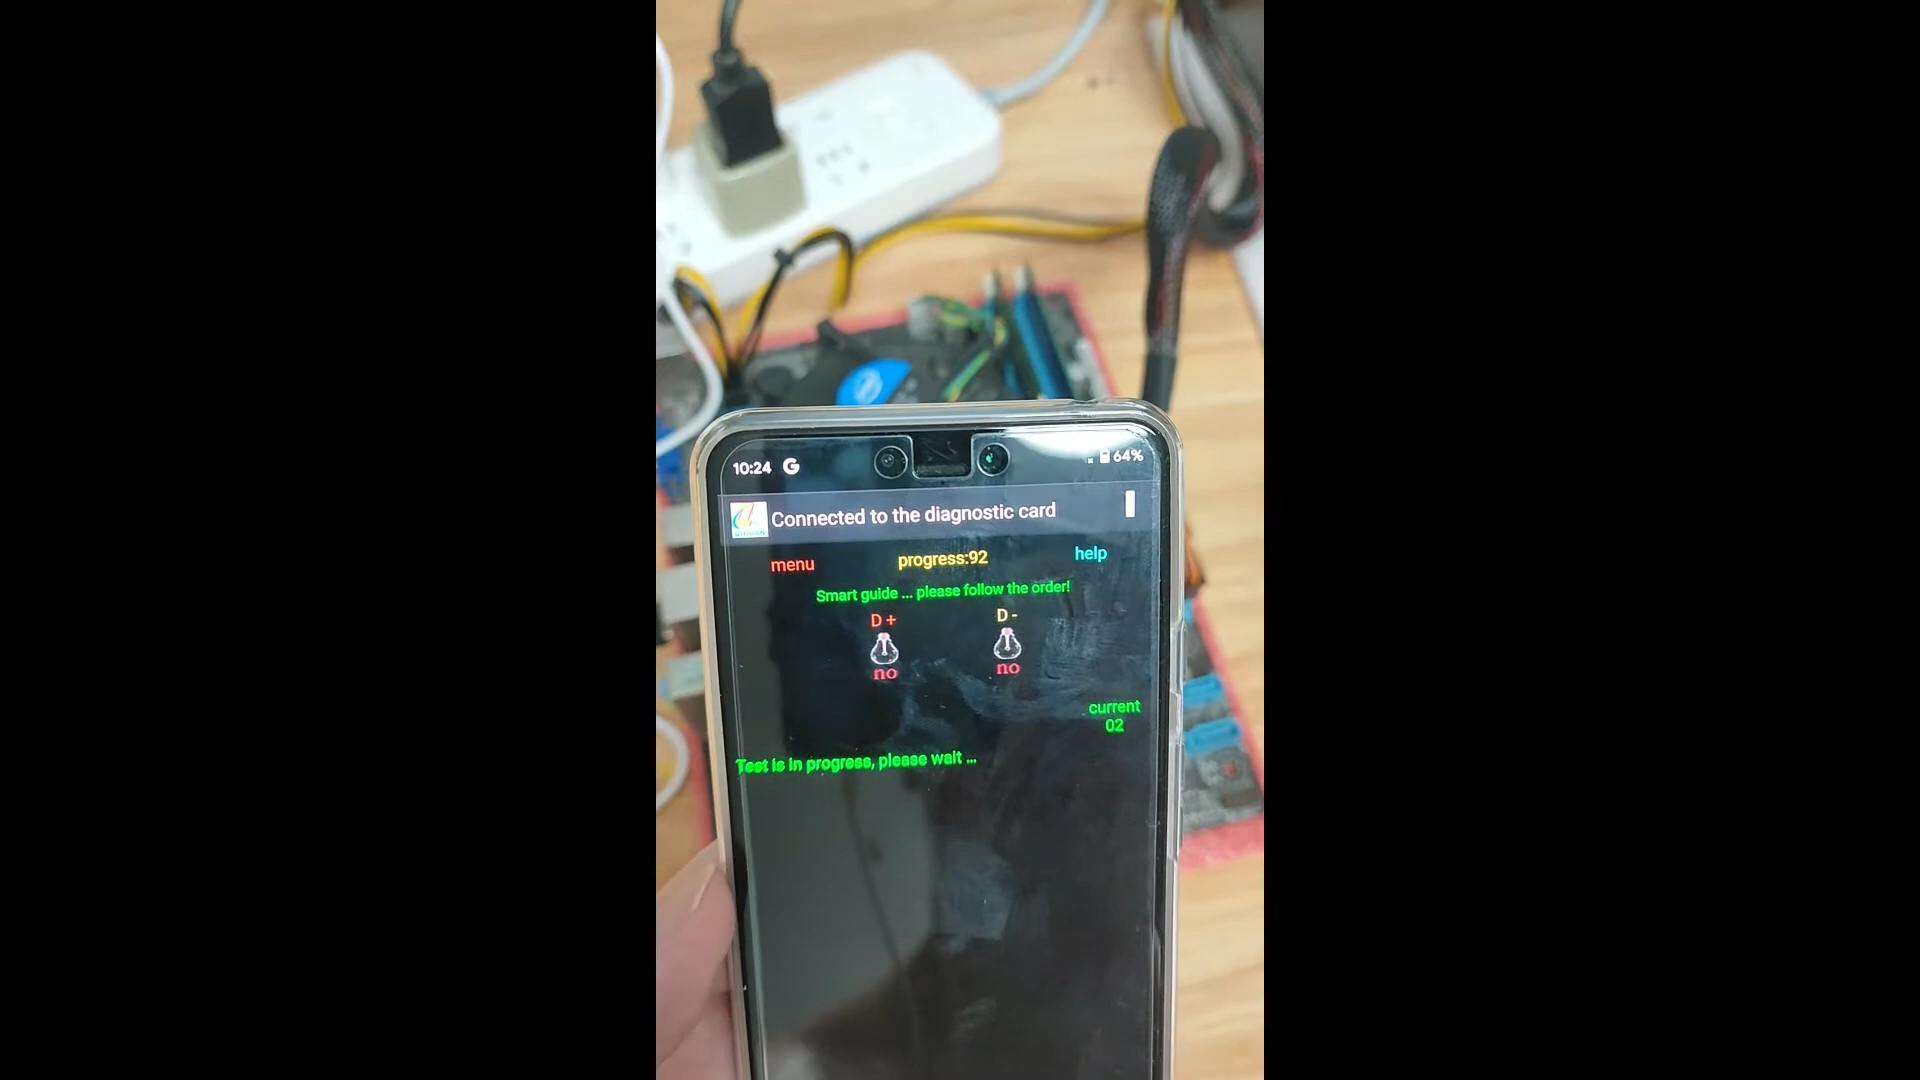 10:24 G 64%
Connected to the diagnostic card
menu progress:92 help
Smart guide ... please follow the order!
D + D -
no no
current
02
Test is in progress, please wait ...